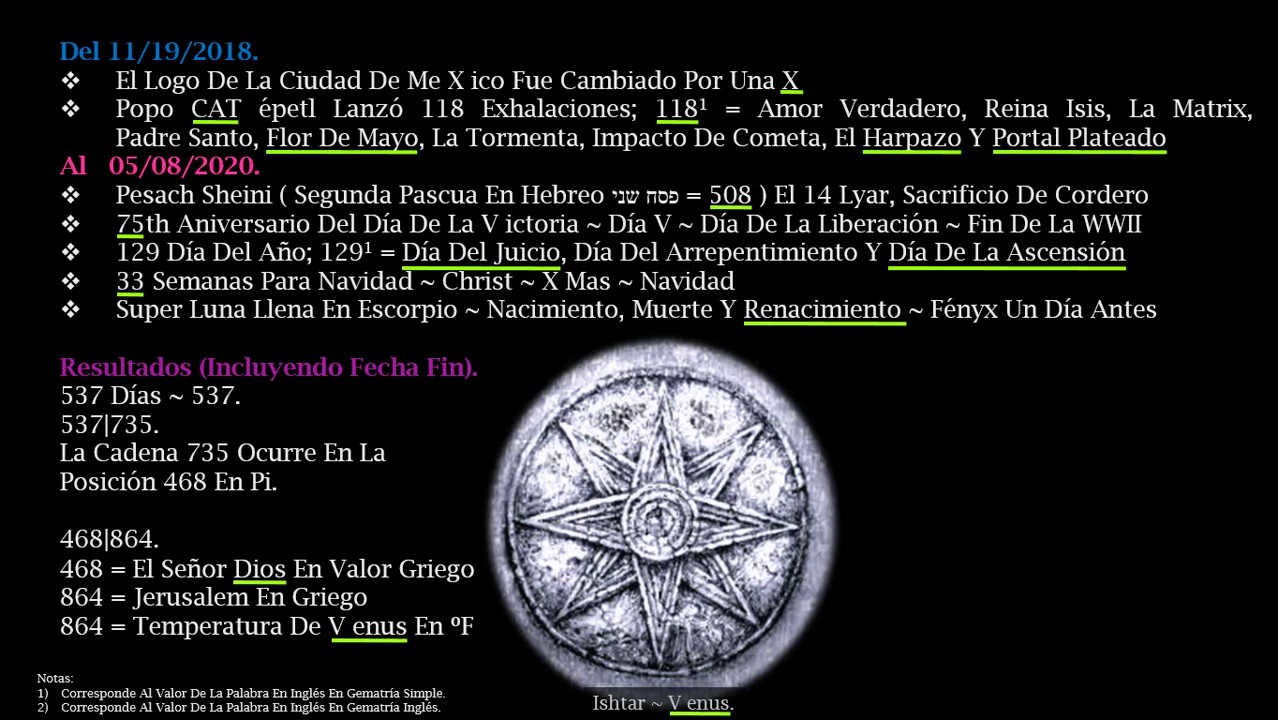 Del 11/19/2018.
❖ El Logo De La Ciudad De Me X ico Fue Cambiado Por Una X
❖ Popo CAT épetl Lanzó 118 Exhalaciones; 118¹ = Amor Verdadero, Reina Isis, La Matrix,
Padre Santo, Flor De Mayo, La Tormenta, Impacto De Cometa, El Harpazo Y Portal Plateado
Al 05/08/2020.
❖ Pesach Sheini ( Segunda Pascua En Hebreo פסח שני = 508 ) El 14 Lyar, Sacrificio De Cordero
❖ 75th Aniversario Del Día De La V ictoria ~ Día V ~ Día De La Liberación ~ Fin De La WWII
❖ 129 Día Del Año; 129¹ = Día Del Juicio, Día Del Arrepentimiento Y Día De La Ascensión
❖ 33 Semanas Para Navidad ~ Christ ~ X Mas ~ Navidad
❖ Super Luna Llena En Escorpio ~ Nacimiento, Muerte Y Renacimiento ~ Fényx Un Día Antes
Resultados (Incluyendo Fecha Fin).
537 Días ~ 537.
537|735.
La Cadena 735 Ocurre En La
Posición 468 En Pi.
468|864.
468 = El Señor Dios En Valor Griego
864 = Jerusalem En Griego
864 = Temperatura De V enus En ºF
Notas:
1) Corresponde Al Valor De La Palabra En Inglés En Gematría Simple.
2) Corresponde Al Valor De La Palabra En Inglés En Gematría Inglés.
Ishtar ~ V enus.